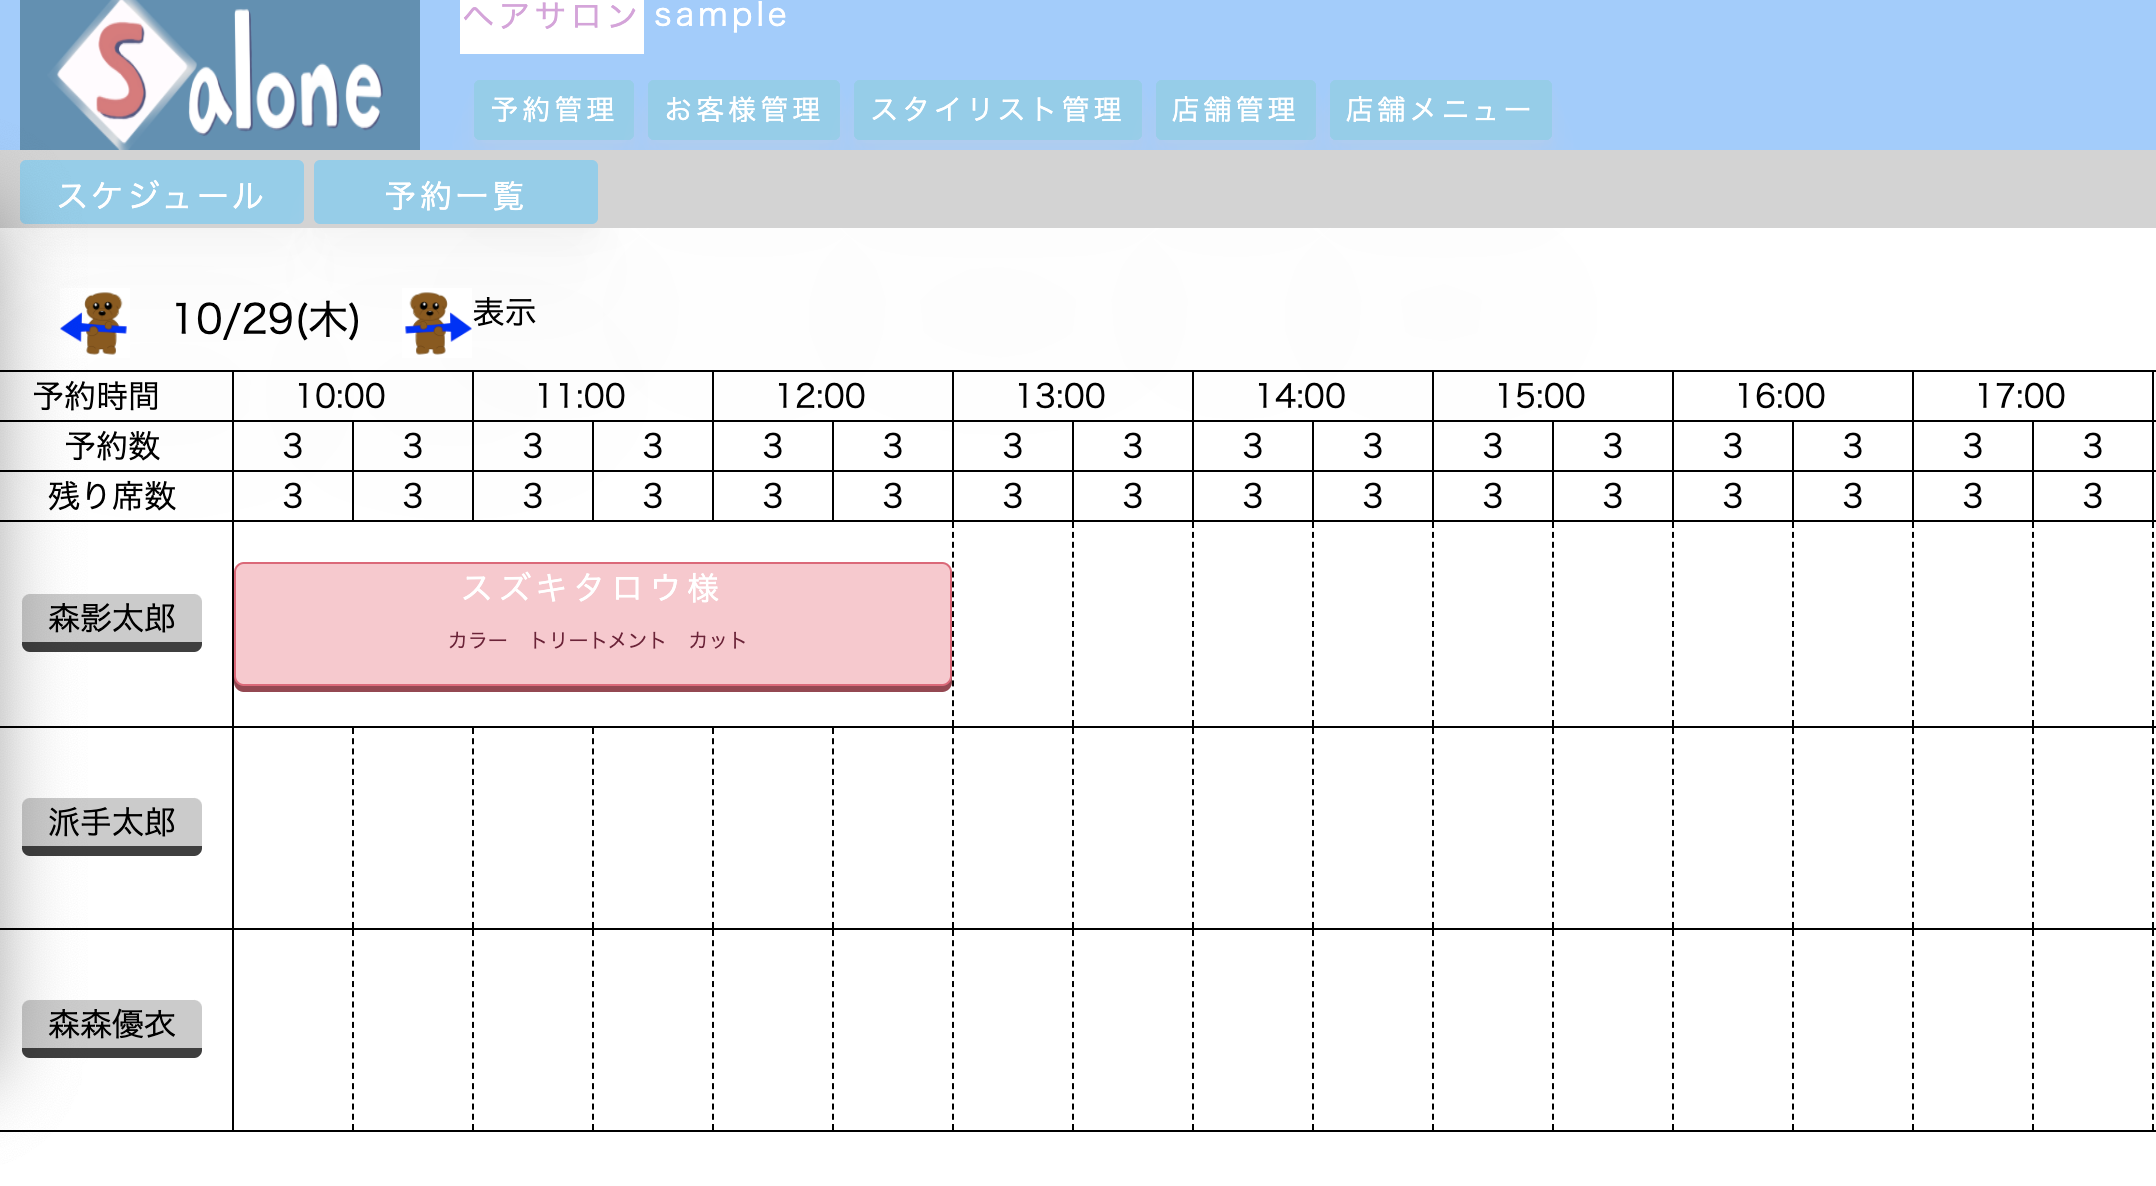 Salone
ヘアサロン sample
予約管理 お客様管理 スタイリスト管理 店舗管理 店舗メニュー
スケジュール 予約一覧
10/29(木) 表示
予約時間 10:00 11:00 12:00 13:00 14:00 15:00 16:00 17:00
予約数 3 3 3 3 3 3 3 3 3 3 3 3 3 3 3 3
残り席数 3 3 3 3 3 3 3 3 3 3 3 3 3 3 3 3
森影太郎
スズキタロウ様
カラー トリートメント カット
派手太郎
森森優衣